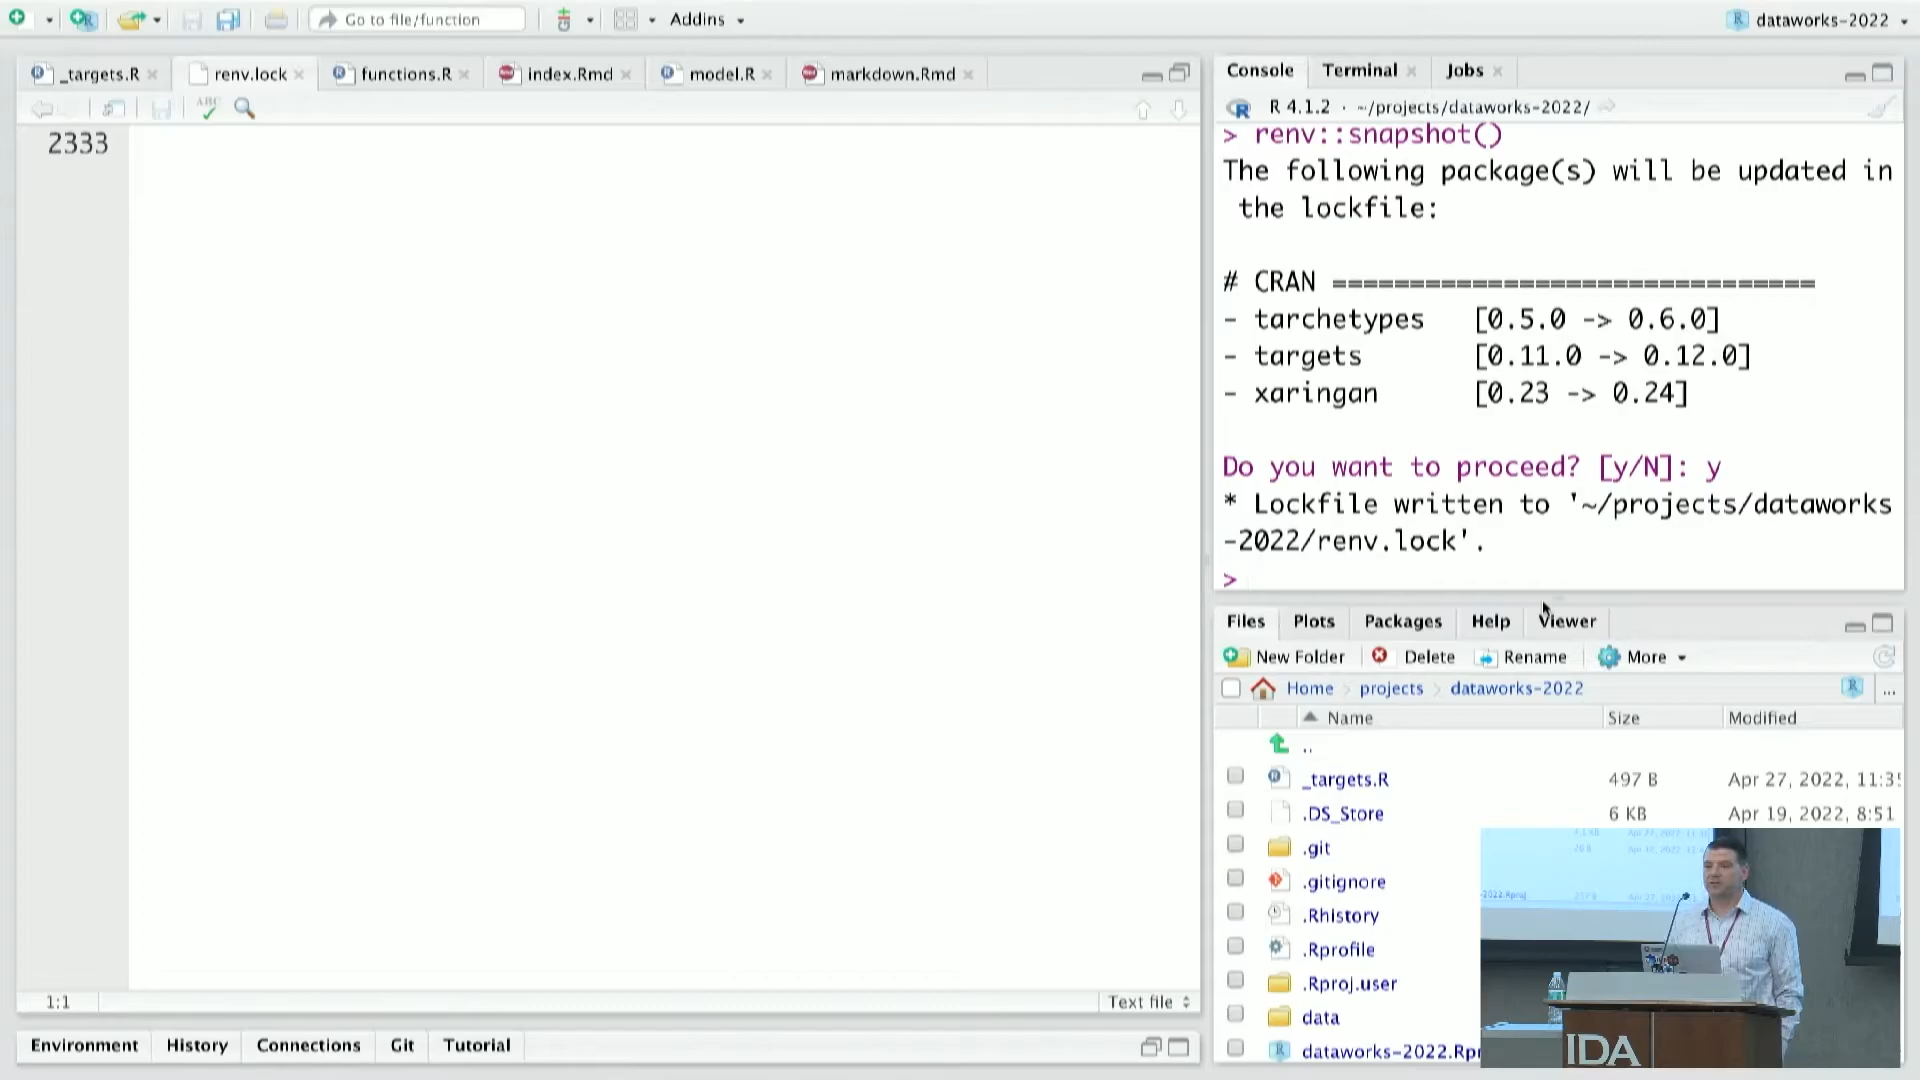 Go to file/function
Addins
dataworks-2022
_targets.R
renv.lock
functions.R
index.Rmd
model.R
markdown.Rmd
ABC
2333
1:1
Text file
Environment
History
Connections
Git
Tutorial
Console
Terminal
Jobs
R 4.1.2 · ~/projects/dataworks-2022/
> renv::snapshot()
The following package(s) will be updated in
the lockfile:
# CRAN ===============================
- tarchetypes [0.5.0 -> 0.6.0]
- targets [0.11.0 -> 0.12.0]
- xaringan [0.23 -> 0.24]
Do you want to proceed? [y/N]: y
* Lockfile written to '~/projects/dataworks
-2022/renv.lock'.
>
Files
Plots
Packages
Help
Viewer
New Folder
Delete
Rename
More
Home
projects
dataworks-2022
...
Name
Size
Modified
..
_targets.R 497 B Apr 27, 2022, 11:3
.DS_Store 6 KB Apr 19, 2022, 8:51
.git
.gitignore
.Rhistory
.Rprofile
.Rproj.user
data
dataworks-2022.Rp
IDA